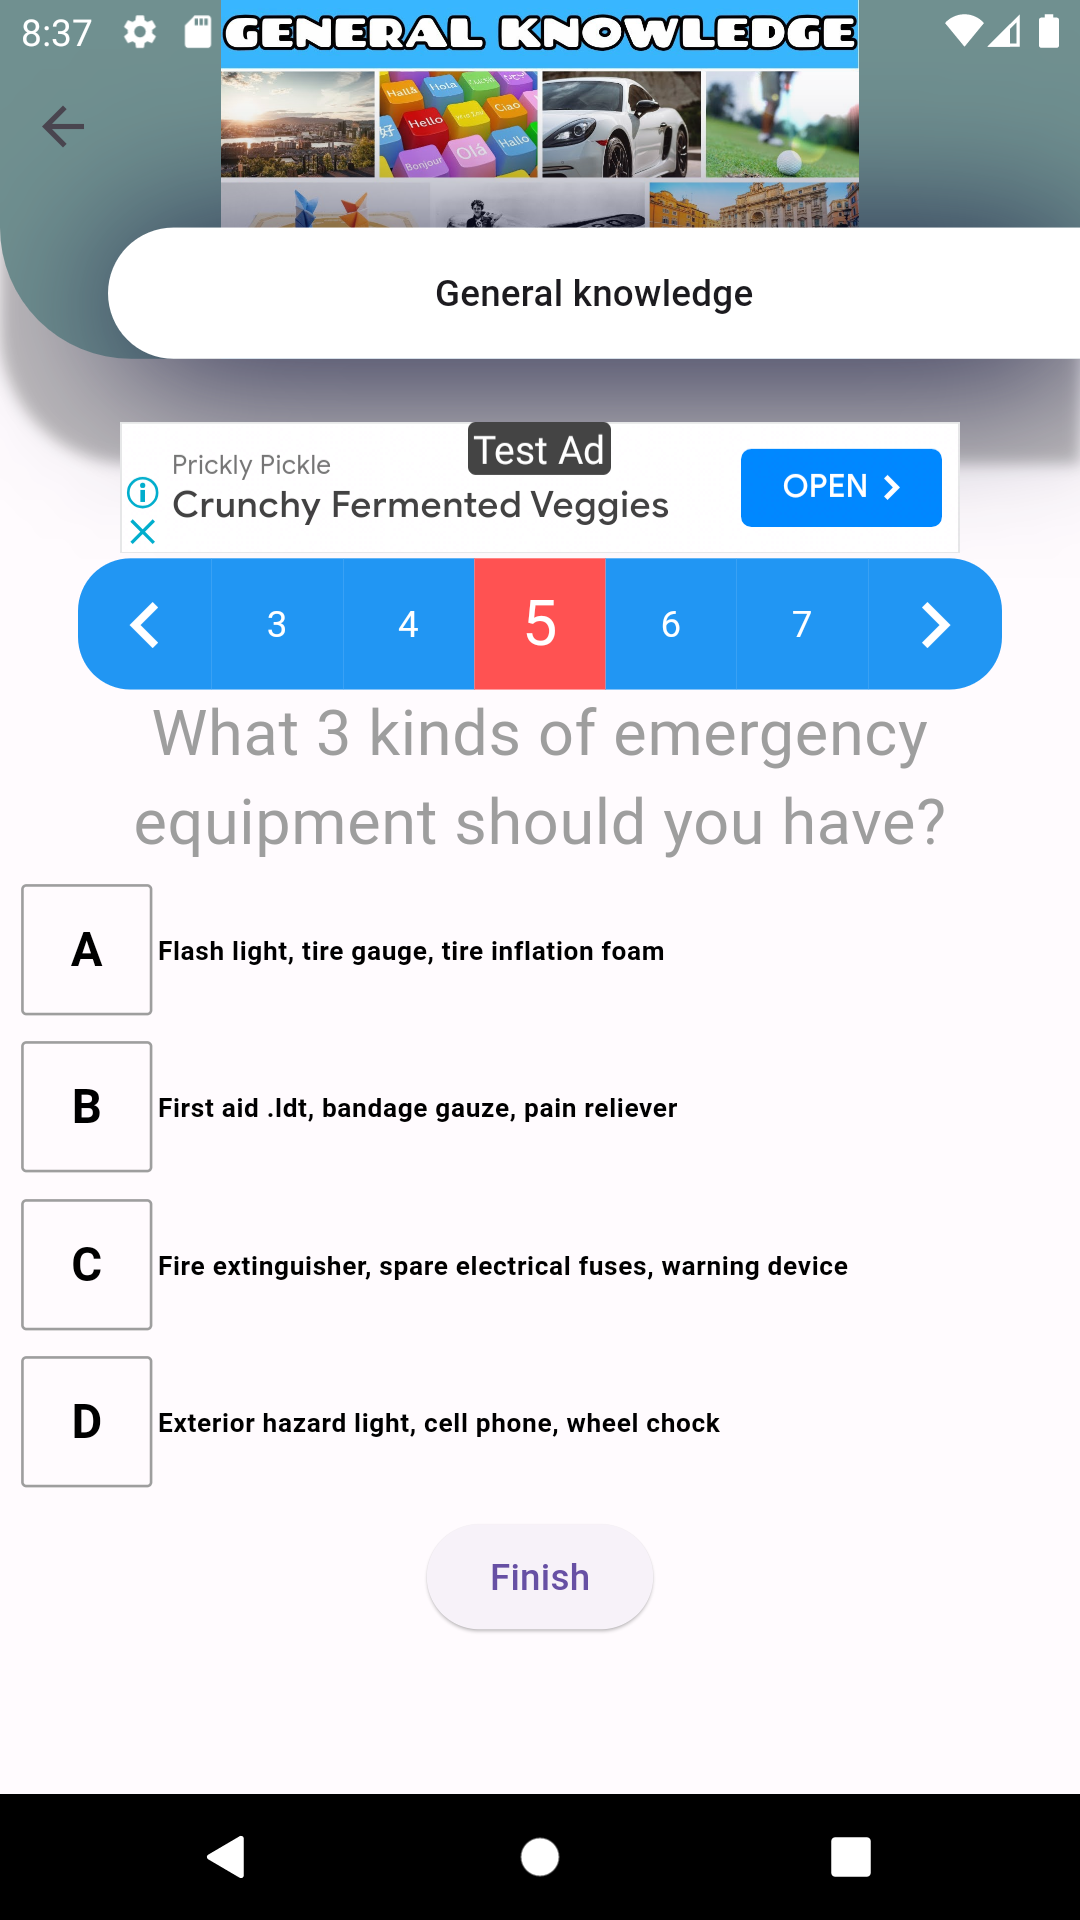 8:37
GENERAL KNOWLEDGE
Hallå Hola
Hello Ciao
好 Bonjour Olá Hallo
General knowledge
Test Ad
Prickly Pickle
Crunchy Fermented Veggies
OPEN
3 4 5 6 7
What 3 kinds of emergency
equipment should you have?
A Flash light, tire gauge, tire inflation foam
B First aid .ldt, bandage gauze, pain reliever
C Fire extinguisher, spare electrical fuses, warning device
D Exterior hazard light, cell phone, wheel chock
Finish